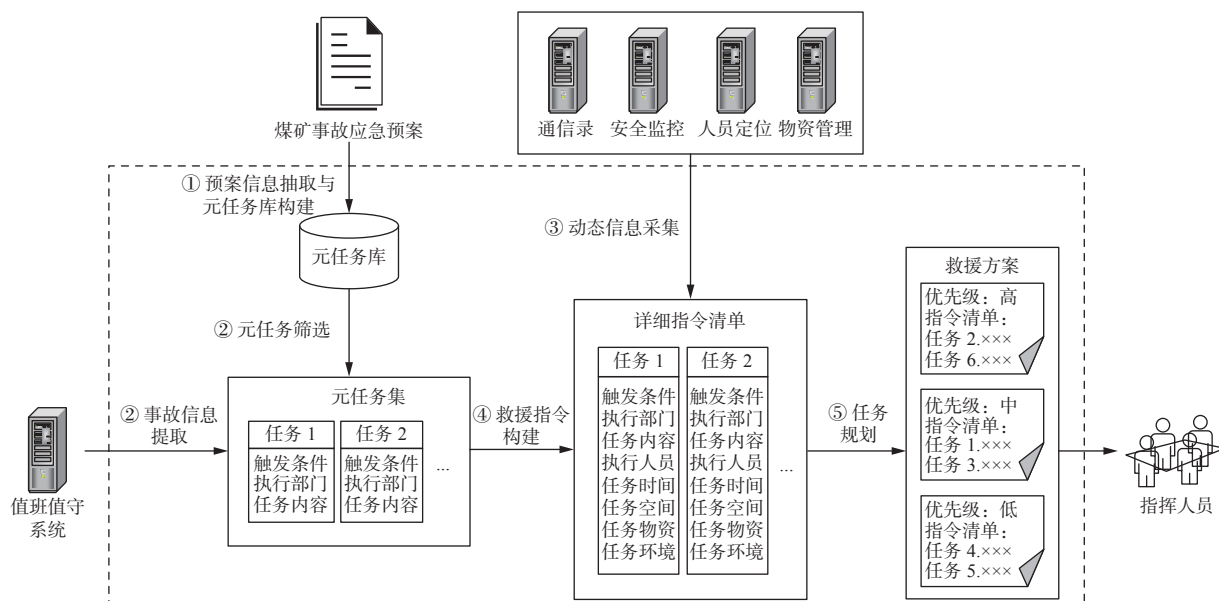 煤矿事故应急预案
通信录
安全监控
人员定位
物资管理
① 预案信息抽取与
元任务库构建
元任务库
② 元任务筛选
③ 动态信息采集
值班值守
系统
② 事故信息
提取
元任务集
任务 1
触发条件
执行部门
任务内容
任务 2
触发条件
执行部门
任务内容
...
④ 救援指令
构建
详细指令清单
任务 1
触发条件
执行部门
任务内容
执行人员
任务时间
任务空间
任务物资
任务环境
任务 2
触发条件
执行部门
任务内容
执行人员
任务时间
任务空间
任务物资
任务环境
...
⑤ 任务
规划
救援方案
优先级：高
指令清单：
任务 2.×××
任务 6.×××
优先级：中
指令清单：
任务 1.×××
任务 3.×××
优先级：低
指令清单：
任务 4.×××
任务 5.×××
指挥人员